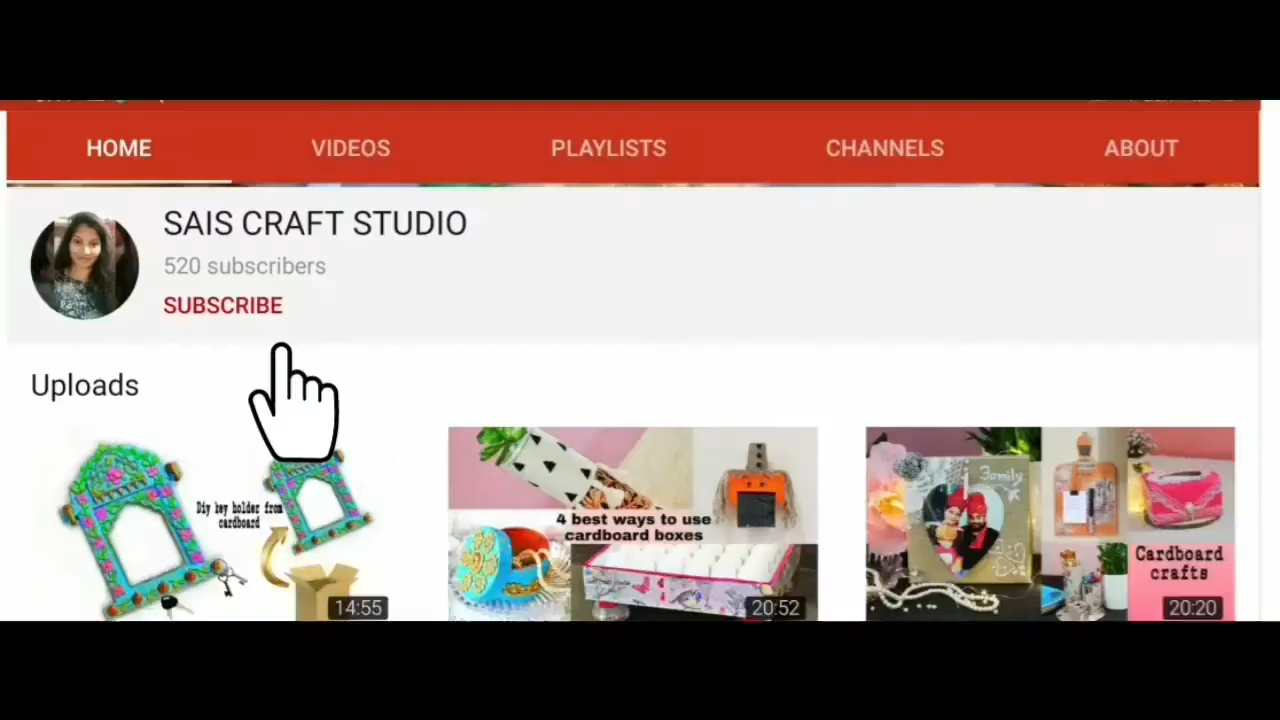 HOME VIDEOS PLAYLISTS CHANNELS ABOUT
SAIS CRAFT STUDIO
520 subscribers
SUBSCRIBE
Uploads
Diy key holder from
cardboard
14:55
4 best ways to use
cardboard boxes
20:52
Family
Cardboard
crafts
20:20